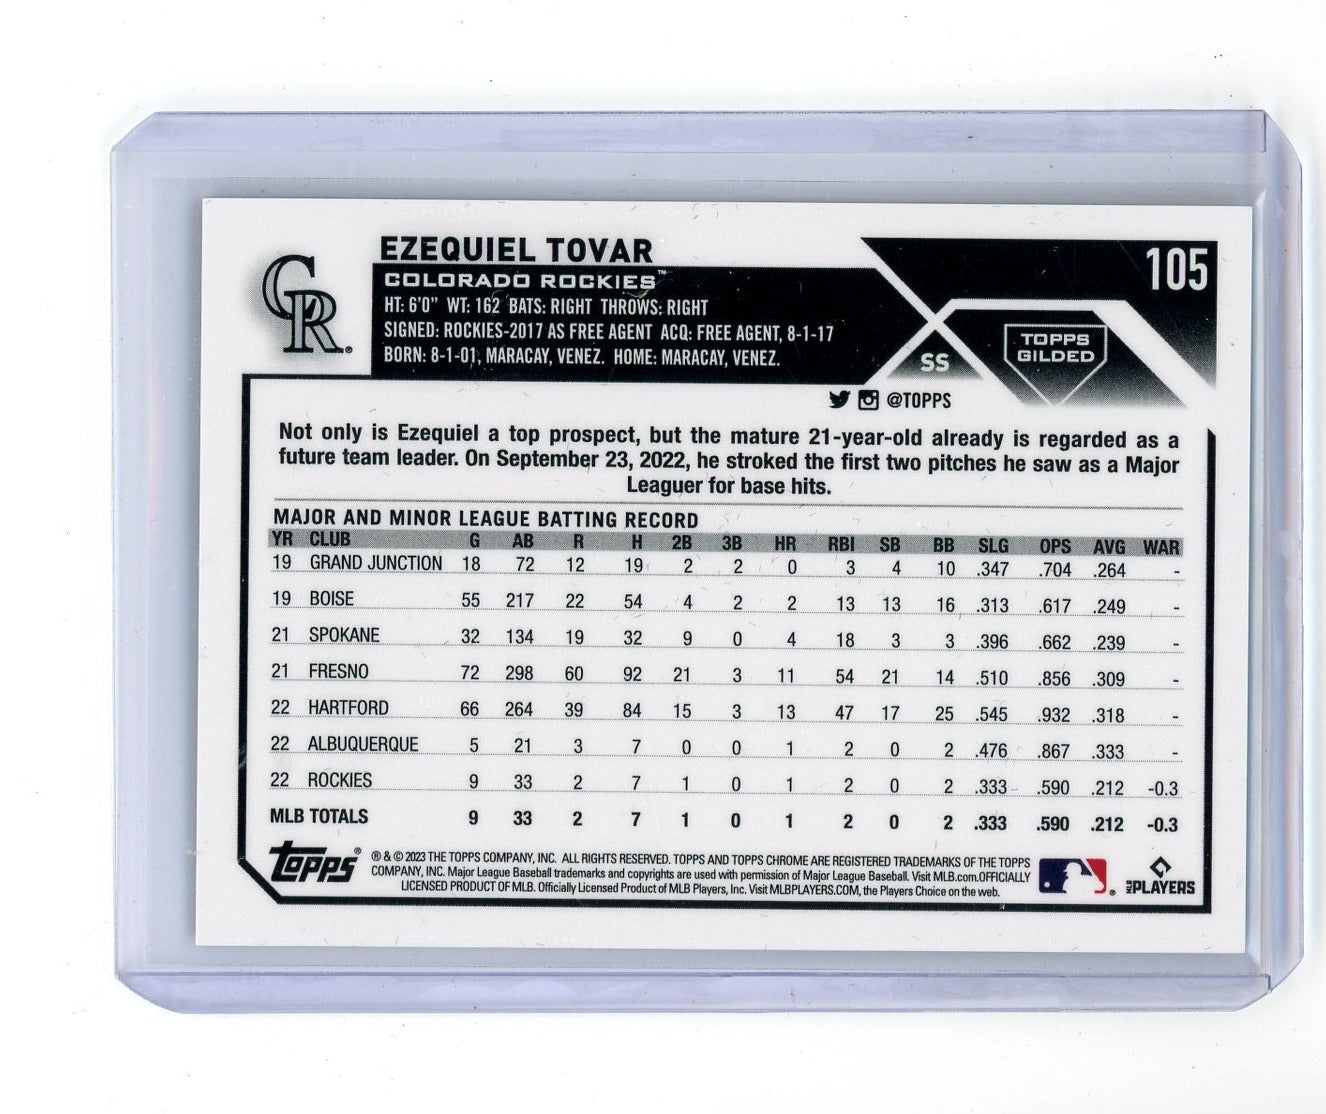 EZEQUIEL TOVAR
COLORADO ROCKIES™
HT: 6'0" WT: 162 BATS: RIGHT THROWS: RIGHT
SIGNED: ROCKIES-2017 AS FREE AGENT ACQ: FREE AGENT, 8-1-17
BORN: 8-1-01, MARACAY, VENEZ. HOME: MARACAY, VENEZ.
CR®
SS
TOPPS
GILDED
105
@TOPPS
Not only is Ezequiel a top prospect, but the mature 21-year-old already is regarded as a
future team leader. On September 23, 2022, he stroked the first two pitches he saw as a Major
Leaguer for base hits.
MAJOR AND MINOR LEAGUE BATTING RECORD
YR CLUB G AB R H 2B 3B HR RBI SB BB SLG OPS AVG WAR
19 GRAND JUNCTION 18 72 12 19 2 2 0 3 4 10 .347 .704 .264 -
19 BOISE 55 217 22 54 4 2 2 13 13 16 .313 .617 .249 -
21 SPOKANE 32 134 19 32 9 0 4 18 3 3 .396 .662 .239 -
21 FRESNO 72 298 60 92 21 3 11 54 21 14 .510 .856 .309 -
22 HARTFORD 66 264 39 84 15 3 13 47 17 25 .545 .932 .318 -
22 ALBUQUERQUE 5 21 3 7 0 0 1 2 0 2 .476 .867 .333 -
22 ROCKIES 9 33 2 7 1 0 1 2 0 2 .333 .590 .212 -0.3
MLB TOTALS 9 33 2 7 1 0 1 2 0 2 .333 .590 .212 -0.3
Topps®
® & © 2023 THE TOPPS COMPANY, INC. ALL RIGHTS RESERVED. TOPPS AND TOPPS CHROME ARE REGISTERED TRADEMARKS OF THE TOPPS
COMPANY, INC. Major League Baseball trademarks and copyrights are used with permission of Major League Baseball. Visit MLB.com.OFFICIALLY
LICENSED PRODUCT OF MLB. Officially Licensed Product of MLB Players, Inc. Visit MLBPLAYERS.COM, the Players Choice on the web.
®
MLB PLAYERS